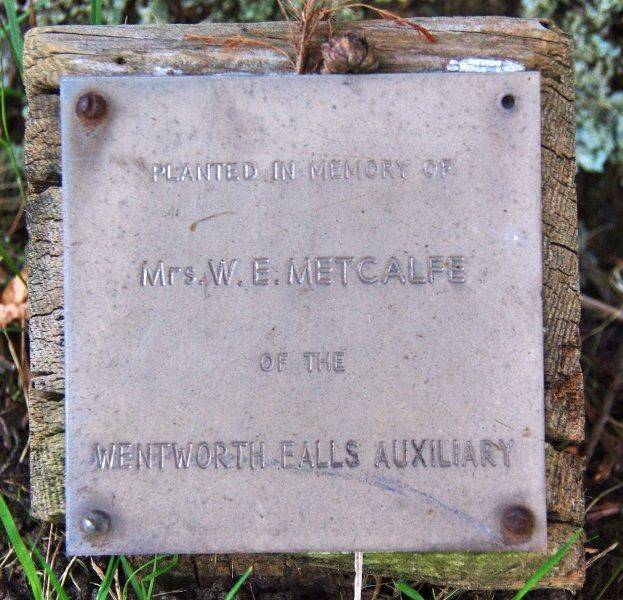 PLANTED IN MEMORY OF
Mrs. W. E. METCALFE
OF THE
WENTWORTH FALLS AUXILIARY